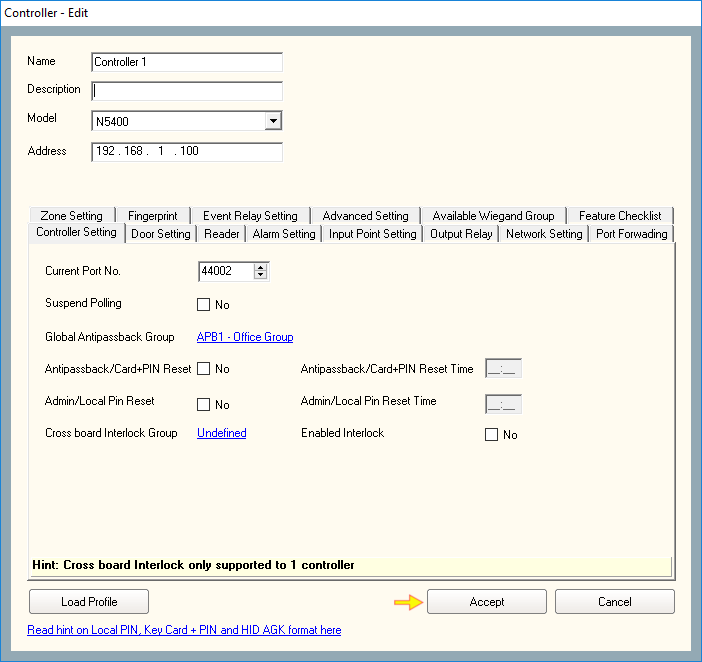 Controller - Edit
Name Controller 1
Description
Model N5400
Address 192 . 168 . 1 . 100
Zone Setting Fingerprint Event Relay Setting Advanced Setting Available Wiegand Group Feature Checklist
Controller Setting Door Setting Reader Alarm Setting Input Point Setting Output Relay Network Setting Port Forwading
Current Port No. 44002
Suspend Polling No
Global Antipassback Group APB1 - Office Group
Antipassback/Card+PIN Reset No Antipassback/Card+PIN Reset Time __:__
Admin/Local Pin Reset No Admin/Local Pin Reset Time __:__
Cross board Interlock Group Undefined Enabled Interlock No
Hint: Cross board Interlock only supported to 1 controller
Load Profile Accept Cancel
Read hint on Local PIN, Key Card + PIN and HID AGK format here